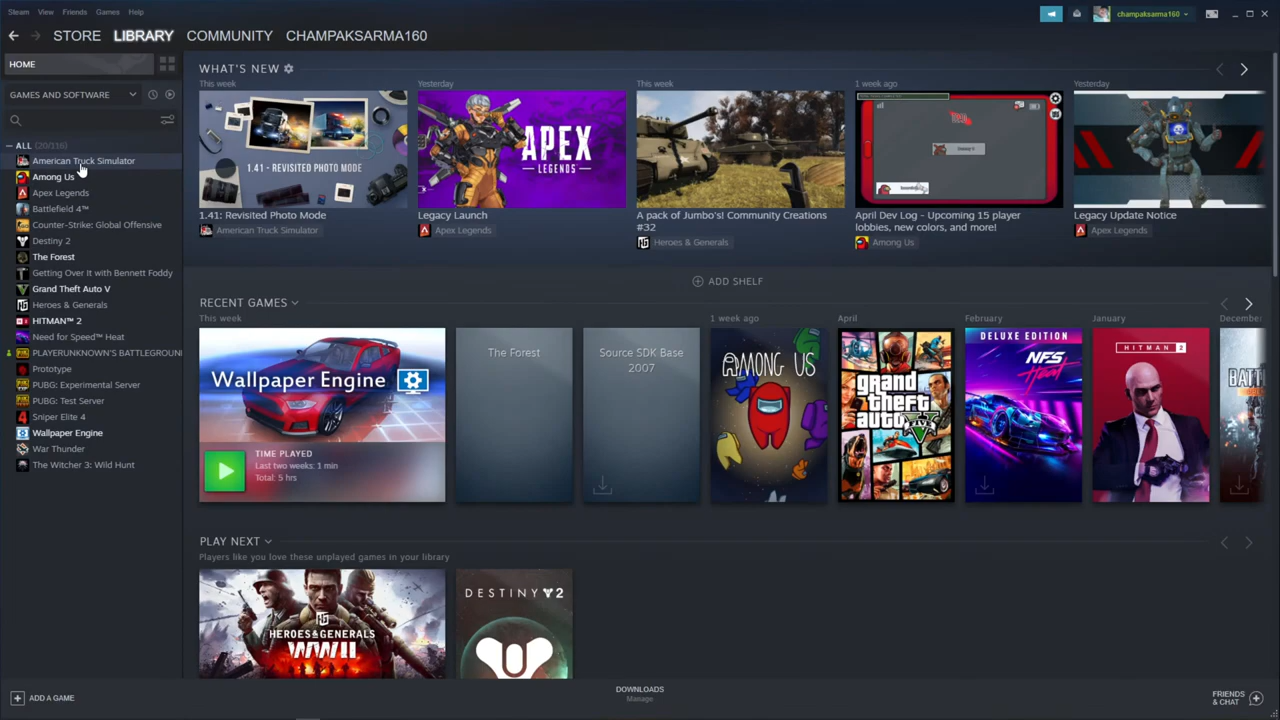 Steam View Friends Games Help
champaksarma160
STORE LIBRARY COMMUNITY CHAMPAKSARMA160
HOME
GAMES AND SOFTWARE
ALL (20/116)
American Truck Simulator
Among Us
Apex Legends
Battlefield 4™
Counter-Strike: Global Offensive
Destiny 2
The Forest
Getting Over It with Bennett Foddy
Grand Theft Auto V
Heroes & Generals
HITMAN™ 2
Need for Speed™ Heat
PLAYERUNKNOWN'S BATTLEGROUN
Prototype
PUBG: Experimental Server
PUBG: Test Server
Sniper Elite 4
Wallpaper Engine
War Thunder
The Witcher 3: Wild Hunt
ADD A GAME
WHAT'S NEW
This week
1.41 - REVISITED PHOTO MODE
1.41: Revisited Photo Mode
American Truck Simulator
Yesterday
APEX
LEGENDS
Legacy Launch
Apex Legends
This week
A pack of Jumbo's! Community Creations
#32
Heroes & Generals
1 week ago
April Dev Log - Upcoming 15 player
lobbies, new colors, and more!
Among Us
Yesterday
Legacy Update Notice
Apex Legends
ADD SHELF
RECENT GAMES
This week
Wallpaper Engine
TIME PLAYED
Last two weeks: 1 min
Total: 5 hrs
The Forest
Source SDK Base
2007
1 week ago
AMONG US
April
grand
theft
auto
V
FIVE
February
DELUXE EDITION
NFS
Heat
January
HITMAN 2
Decembe
BATT
PLAY NEXT
Players like you love these unplayed games in your library
HEROES & GENERALS
WWII
DESTINY 2
DOWNLOADS
Manage
FRIENDS
& CHAT